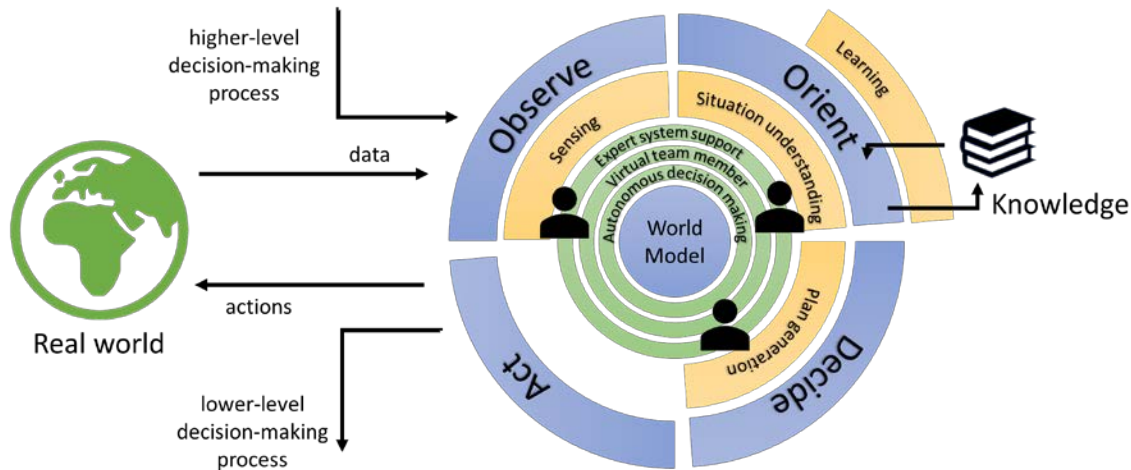 higher-level
decision-making
process
data
Real world
actions
lower-level
decision-making
process
Observe
Orient
Decide
Act
Sensing
Situation understanding
Plan generation
Learning
Expert system support
Virtual team member
Autonomous decision making
World
Model
Knowledge